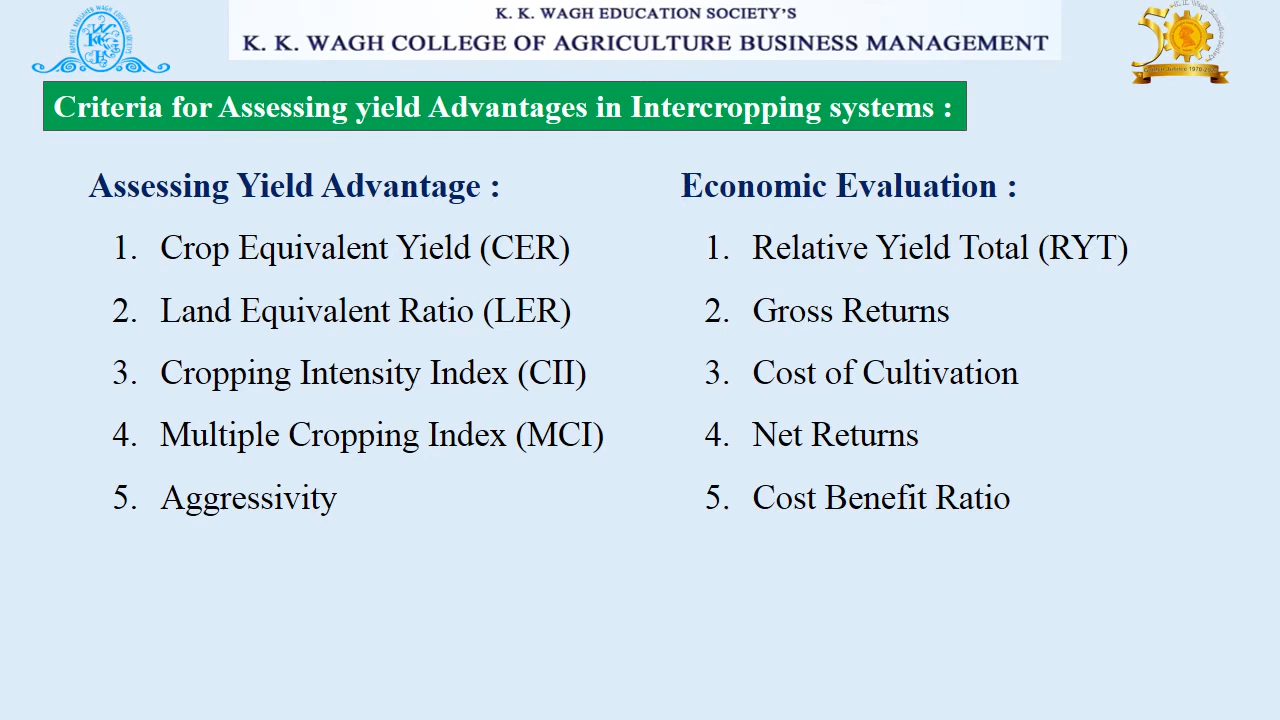 K. K. WAGH EDUCATION SOCIETY'S
K. K. WAGH COLLEGE OF AGRICULTURE BUSINESS MANAGEMENT
Criteria for Assessing yield Advantages in Intercropping systems :
Assessing Yield Advantage :
1. Crop Equivalent Yield (CER)
2. Land Equivalent Ratio (LER)
3. Cropping Intensity Index (CII)
4. Multiple Cropping Index (MCI)
5. Aggressivity
Economic Evaluation :
1. Relative Yield Total (RYT)
2. Gross Returns
3. Cost of Cultivation
4. Net Returns
5. Cost Benefit Ratio